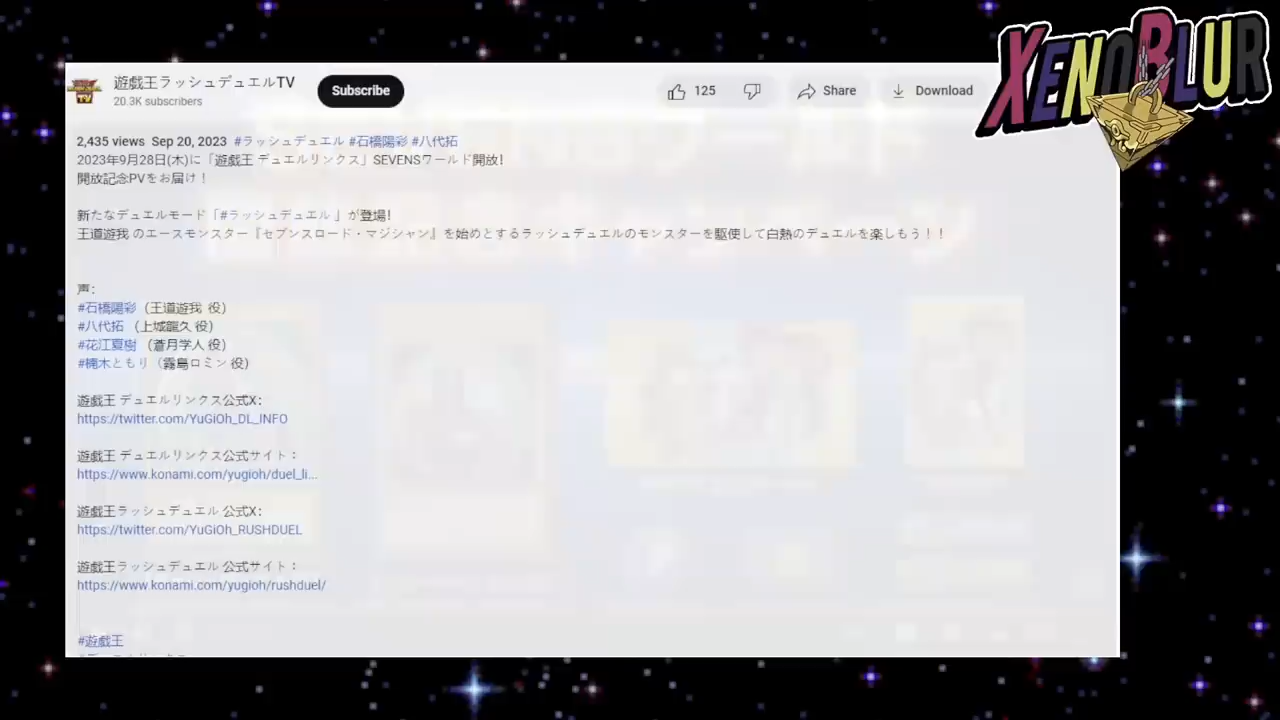 XENOBLUR
遊戯王ラッシュデュエルTV
20.3K subscribers
Subscribe
125
Share
Download
2,435 views Sep 20, 2023 #ラッシュデュエル #石橋陽彩 #八代拓
2023年9月28日(木)に「遊戯王 デュエルリンクス」SEVENSワールド開放!
開放記念PVをお届け！
新たなデュエルモード「#ラッシュデュエル 」が登場!
王道遊我 のエースモンスター『セブンスロード・マジシャン』を始めとするラッシュデュエルのモンスターを駆使して白熱のデュエルを楽しもう！！
声:
#石橋陽彩（王道遊我 役）
#八代拓 （上城龍久 役）
#花江夏樹 （蒼月学人 役）
#楠木ともり（霧島ロミン 役）
遊戯王 デュエルリンクス公式X:
https://twitter.com/YuGiOh_DL_INFO
遊戯王 デュエルリンクス公式サイト：
https://www.konami.com/yugioh/duel_li...
遊戯王ラッシュデュエル 公式X:
https://twitter.com/YuGiOh_RUSHDUEL
遊戯王ラッシュデュエル 公式サイト：
https://www.konami.com/yugioh/rushduel/
#遊戯王